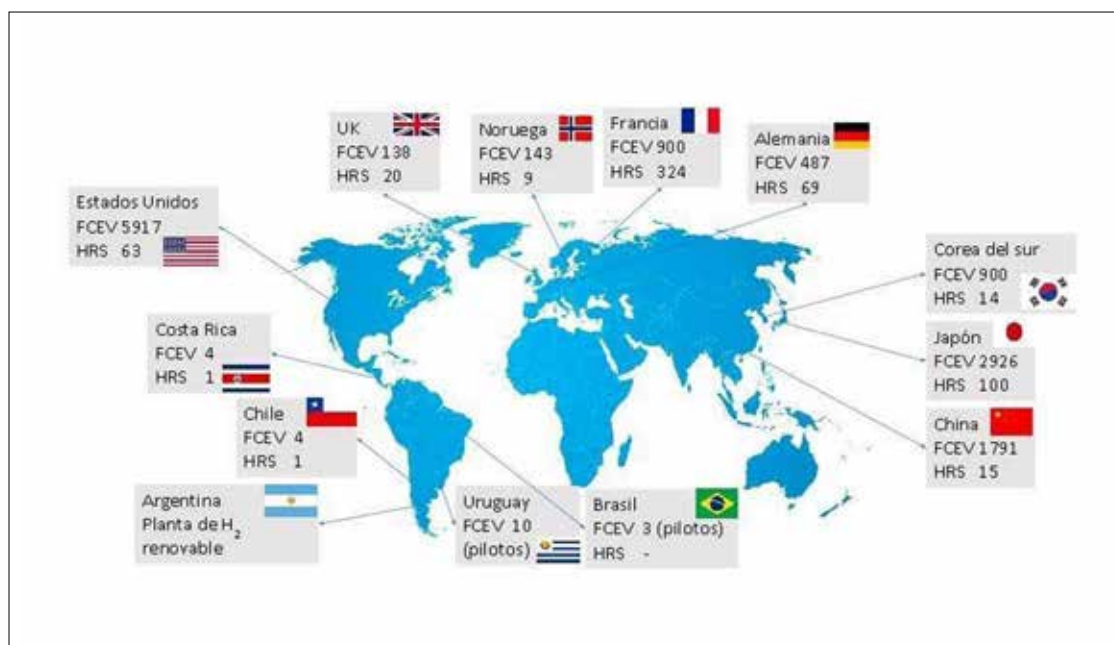 UK
FCEV 138
HRS 20
Noruega
FCEV 143
HRS 9
Francia
FCEV 900
HRS 324
Alemania
FCEV 487
HRS 69
Estados Unidos
FCEV 5917
HRS 63
Corea del sur
FCEV 900
HRS 14
Costa Rica
FCEV 4
HRS 1
Japón
FCEV 2926
HRS 100
Chile
FCEV 4
HRS 1
China
FCEV 1791
HRS 15
Argentina
Planta de H₂
renovable
Uruguay
FCEV 10
(pilotos)
Brasil
FCEV 3 (pilotos)
HRS -